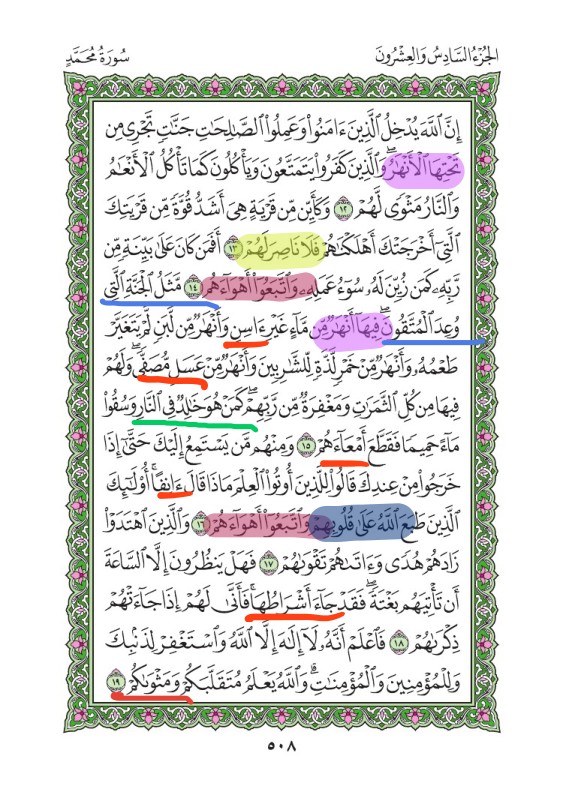 الجُزْءُ السَّادِسُ وَالعِشْرُونَ
سُورَةُ مُحَمَّدٍ
إِنَّ ٱللَّهَ يُدْخِلُ ٱلَّذِينَ ءَامَنُوا۟ وَعَمِلُوا۟ ٱلصَّٰلِحَٰتِ جَنَّٰتٍ تَجْرِى مِن
تَحْتِهَا ٱلْأَنْهَٰرُ ۖ وَٱلَّذِينَ كَفَرُوا۟ يَتَمَتَّعُونَ وَيَأْكُلُونَ كَمَا تَأْكُلُ ٱلْأَنْعَٰمُ
وَٱلنَّارُ مَثْوًى لَّهُمْ ١٢ وَكَأَيِّن مِّن قَرْيَةٍ هِىَ أَشَدُّ قُوَّةً مِّن قَرْيَتِكَ
ٱلَّتِىٓ أَخْرَجَتْكَ أَهْلَكْنَٰهُمْ فَلَا نَاصِرَ لَهُمْ ١٣ أَفَمَن كَانَ عَلَىٰ بَيِّنَةٍ مِّن
رَّبِّهِۦ كَمَن زُيِّنَ لَهُۥ سُوٓءُ عَمَلِهِۦ وَٱتَّبَعُوٓا۟ أَهْوَآءَهُم ١٤ مَّثَلُ ٱلْجَنَّةِ ٱلَّتِى
وُعِدَ ٱلْمُتَّقُونَ ۖ فِيهَآ أَنْهَٰرٌ مِّن مَّآءٍ غَيْرِ ءَاسِنٍ وَأَنْهَٰرٌ مِّن لَّبَنٍ لَّمْ يَتَغَيَّرْ
طَعْمُهُۥ وَأَنْهَٰرٌ مِّنْ خَمْرٍ لَّذَّةٍ لِّلشَّٰرِبِينَ وَأَنْهَٰرٌ مِّنْ عَسَلٍ مُّصَفًّى ۖ وَلَهُمْ
فِيهَا مِن كُلِّ ٱلثَّمَرَٰتِ وَمَغْفِرَةٌ مِّن رَّبِّهِمْ ۖ كَمَنْ هُوَ خَٰلِدٌ فِى ٱلنَّارِ وَسُقُوا۟
مَآءً حَمِيمًا فَقَطَّعَ أَمْعَآءَهُمْ ١٥ وَمِنْهُم مَّن يَسْتَمِعُ إِلَيْكَ حَتَّىٰٓ إِذَا
خَرَجُوا۟ مِنْ عِندِكَ قَالُوا۟ لِلَّذِينَ أُوتُوا۟ ٱلْعِلْمَ مَاذَا قَالَ ءَانِفًا ۚ أُو۟لَٰٓئِكَ
ٱلَّذِينَ طَبَعَ ٱللَّهُ عَلَىٰ قُلُوبِهِمْ وَٱتَّبَعُوٓا۟ أَهْوَآءَهُمْ ١٦ وَٱلَّذِينَ ٱهْتَدَوْا۟
زَادَهُمْ هُدًى وَءَاتَىٰهُمْ تَقْوَىٰهُمْ ١٧ فَهَلْ يَنظُرُونَ إِلَّا ٱلسَّاعَةَ
أَن تَأْتِيَهُم بَغْتَةً ۖ فَقَدْ جَآءَ أَشْرَاطُهَا ۚ فَأَنَّىٰ لَهُمْ إِذَا جَآءَتْهُمْ
ذِكْرَىٰهُمْ ١٨ فَٱعْلَمْ أَنَّهُۥ لَآ إِلَٰهَ إِلَّا ٱللَّهُ وَٱسْتَغْفِرْ لِذَنۢبِكَ
وَلِلْمُؤْمِنِينَ وَٱلْمُؤْمِنَٰتِ ۗ وَٱللَّهُ يَعْلَمُ مُتَقَلَّبَكُمْ وَمَثْوَىٰكُمْ ١٩
٥٠٨